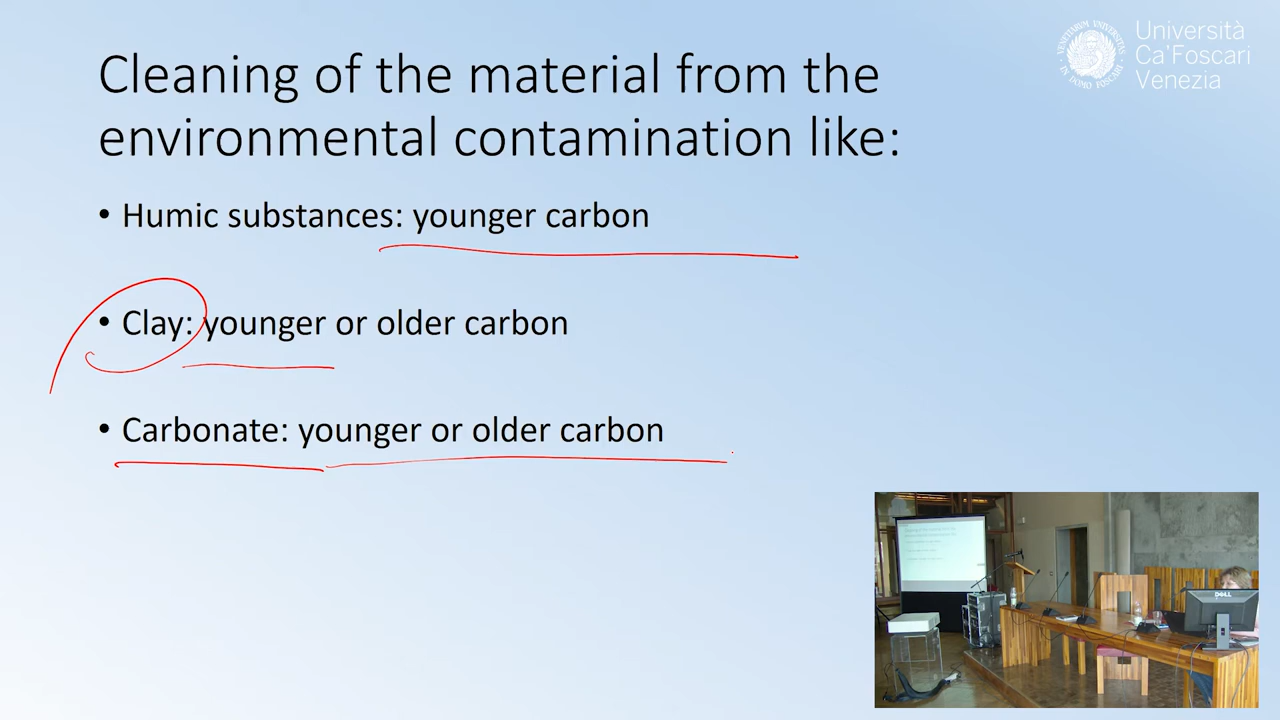 Università
Ca'Foscari
Venezia
Cleaning of the material from the
environmental contamination like:
• Humic substances: younger carbon
• Clay: younger or older carbon
• Carbonate: younger or older carbon
DELL